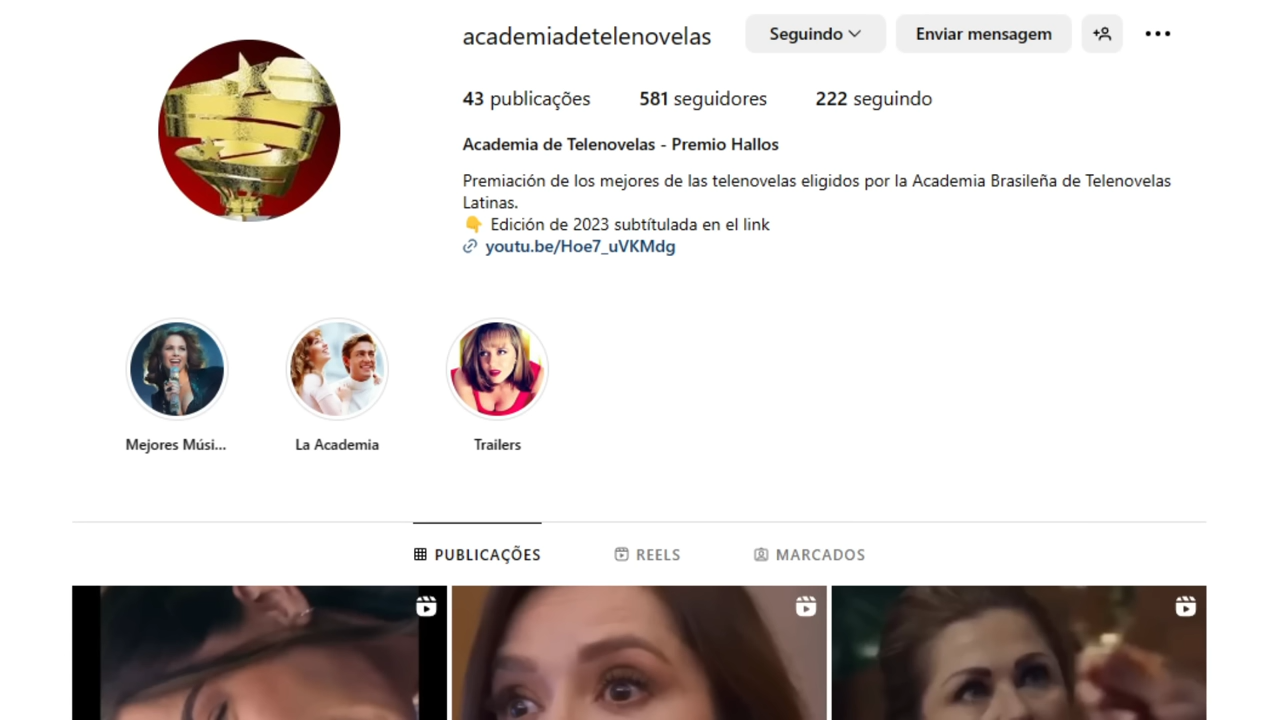 academiadetelenovelas
Seguindo
Enviar mensagem
43 publicações 581 seguidores 222 seguindo
Academia de Telenovelas - Premio Hallos
Premiación de los mejores de las telenovelas eligidos por la Academia Brasileña de Telenovelas
Latinas.
👇 Edición de 2023 subtítulada en el link
youtu.be/Hoe7_uVKMdg
Mejores Músi...
La Academia
Trailers
PUBLICAÇÕES
REELS
MARCADOS